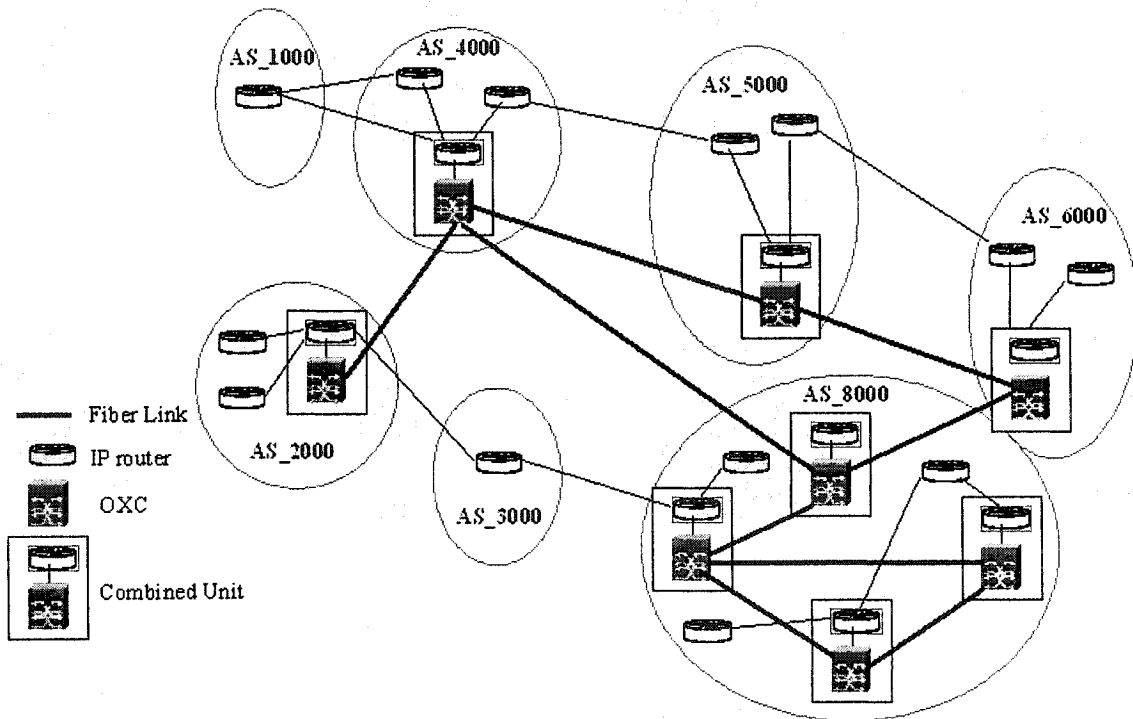 AS_1000
AS_4000
AS_5000
AS_6000
AS_2000
AS_3000
AS_8000
Fiber Link
IP router
OXC
Combined Unit